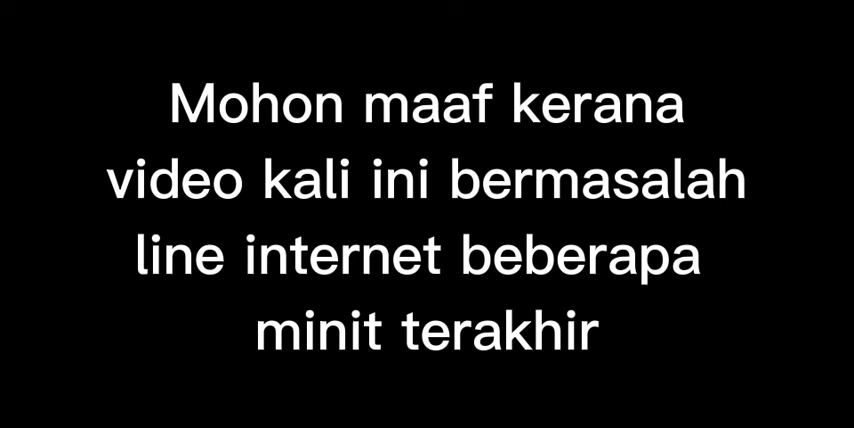 Mohon maaf kerana
video kali ini bermasalah
line internet beberapa
minit terakhir